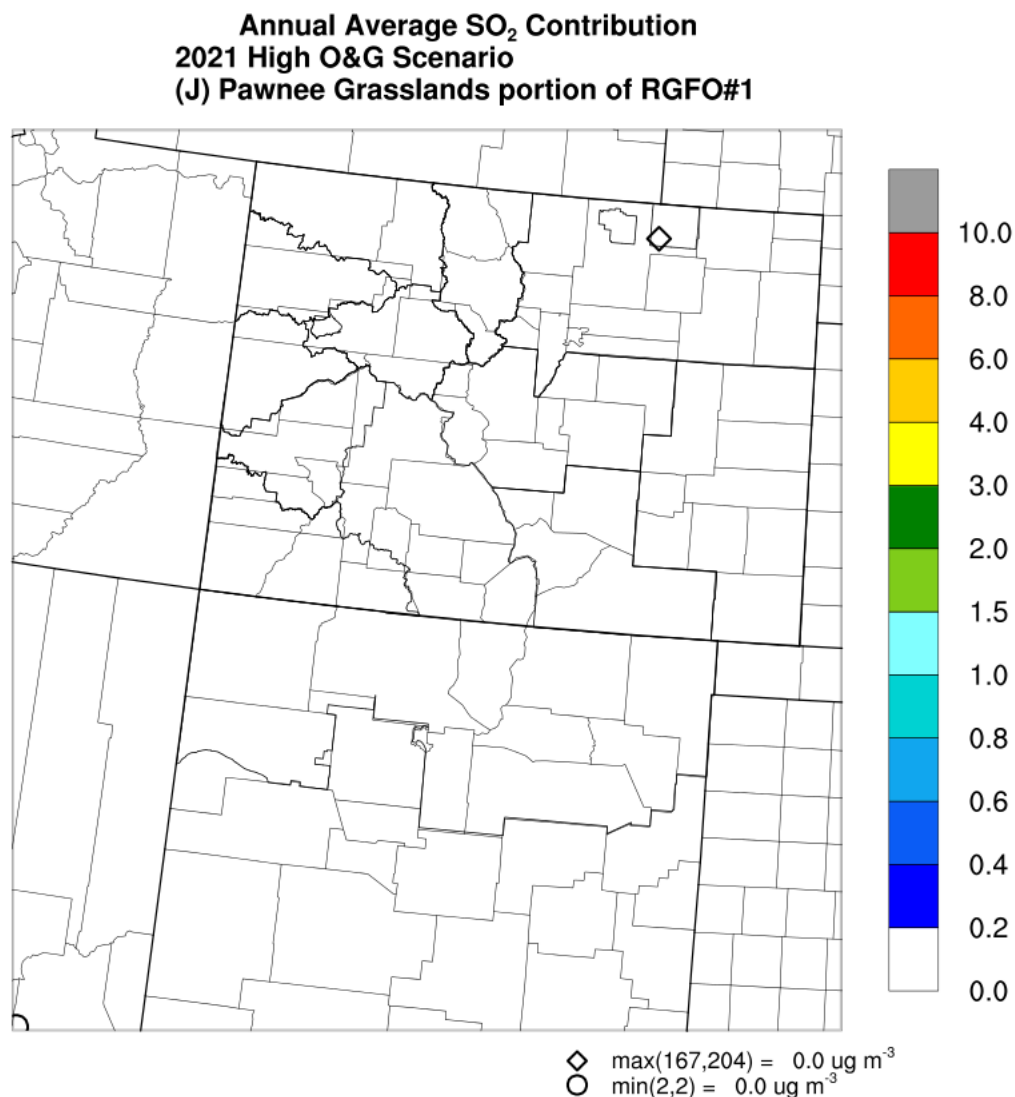 Annual Average SO₂ Contribution
2021 High O&G Scenario
(J) Pawnee Grasslands portion of RGFO#1
10.0
8.0
6.0
4.0
3.0
2.0
1.5
1.0
0.8
0.6
0.4
0.2
0.0
max(167,204) = 0.0 ug m⁻³
min(2,2) = 0.0 ug m⁻³